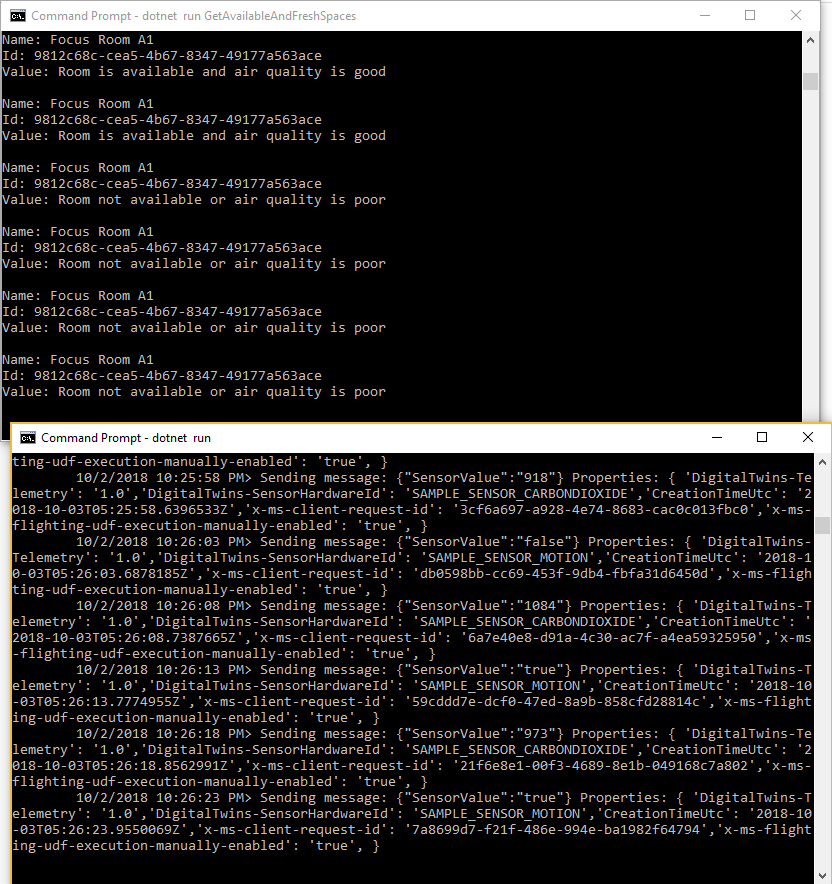 Command Prompt - dotnet run GetAvailableAndFreshSpaces
Name: Focus Room A1
Id: 9812c68c-cea5-4b67-8347-49177a563ace
Value: Room is available and air quality is good
Name: Focus Room A1
Id: 9812c68c-cea5-4b67-8347-49177a563ace
Value: Room is available and air quality is good
Name: Focus Room A1
Id: 9812c68c-cea5-4b67-8347-49177a563ace
Value: Room not available or air quality is poor
Name: Focus Room A1
Id: 9812c68c-cea5-4b67-8347-49177a563ace
Value: Room not available or air quality is poor
Name: Focus Room A1
Id: 9812c68c-cea5-4b67-8347-49177a563ace
Value: Room not available or air quality is poor
Name: Focus Room A1
Id: 9812c68c-cea5-4b67-8347-49177a563ace
Value: Room not available or air quality is poor
Command Prompt - dotnet run
ting-udf-execution-manually-enabled': 'true', }
10/2/2018 10:25:58 PM> Sending message: {"SensorValue":"918"} Properties: { 'DigitalTwins-Te
lemetry': '1.0','DigitalTwins-SensorHardwareId': 'SAMPLE_SENSOR_CARBONDIOXIDE','CreationTimeUtc': '2
018-10-03T05:25:58.6396533Z','x-ms-client-request-id': '3cf6a697-a928-4e74-8683-cac0c013fbc0','x-ms-
flighting-udf-execution-manually-enabled': 'true', }
10/2/2018 10:26:03 PM> Sending message: {"SensorValue":"false"} Properties: { 'DigitalTwins-
Telemetry': '1.0','DigitalTwins-SensorHardwareId': 'SAMPLE_SENSOR_MOTION','CreationTimeUtc': '2018-1
0-03T05:26:03.6878185Z','x-ms-client-request-id': 'db0598bb-cc69-453f-9db4-fbfa31d6450d','x-ms-fligh
ting-udf-execution-manually-enabled': 'true', }
10/2/2018 10:26:08 PM> Sending message: {"SensorValue":"1084"} Properties: { 'DigitalTwins-T
elemetry': '1.0','DigitalTwins-SensorHardwareId': 'SAMPLE_SENSOR_CARBONDIOXIDE','CreationTimeUtc': '
2018-10-03T05:26:08.7387665Z','x-ms-client-request-id': '6a7e40e8-d91a-4c30-ac7f-a4ea59325950','x-ms
-flighting-udf-execution-manually-enabled': 'true', }
10/2/2018 10:26:13 PM> Sending message: {"SensorValue":"true"} Properties: { 'DigitalTwins-T
elemetry': '1.0','DigitalTwins-SensorHardwareId': 'SAMPLE_SENSOR_MOTION','CreationTimeUtc': '2018-10
-03T05:26:13.7774955Z','x-ms-client-request-id': '59cddd7e-dcf0-47ed-8a9b-858cfd28814c','x-ms-flight
ing-udf-execution-manually-enabled': 'true', }
10/2/2018 10:26:18 PM> Sending message: {"SensorValue":"973"} Properties: { 'DigitalTwins-Te
lemetry': '1.0','DigitalTwins-SensorHardwareId': 'SAMPLE_SENSOR_CARBONDIOXIDE','CreationTimeUtc': '2
018-10-03T05:26:18.8562991Z','x-ms-client-request-id': '21f6e8e1-00f3-4689-8e1b-049168c7a802','x-ms-
flighting-udf-execution-manually-enabled': 'true', }
10/2/2018 10:26:23 PM> Sending message: {"SensorValue":"true"} Properties: { 'DigitalTwins-T
elemetry': '1.0','DigitalTwins-SensorHardwareId': 'SAMPLE_SENSOR_MOTION','CreationTimeUtc': '2018-10
-03T05:26:23.9550069Z','x-ms-client-request-id': '7a8699d7-f21f-486e-994e-ba1982f64794','x-ms-flight
ing-udf-execution-manually-enabled': 'true', }